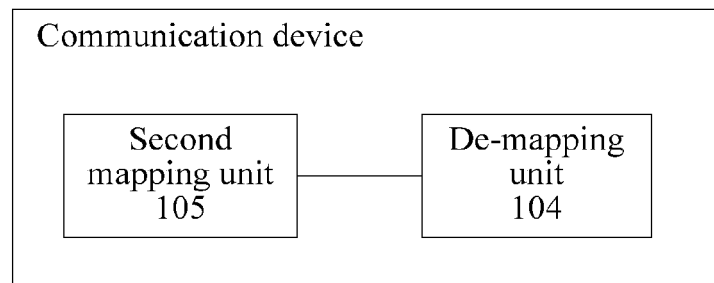 Communication device
Second
mapping unit
105
De-mapping
unit
104